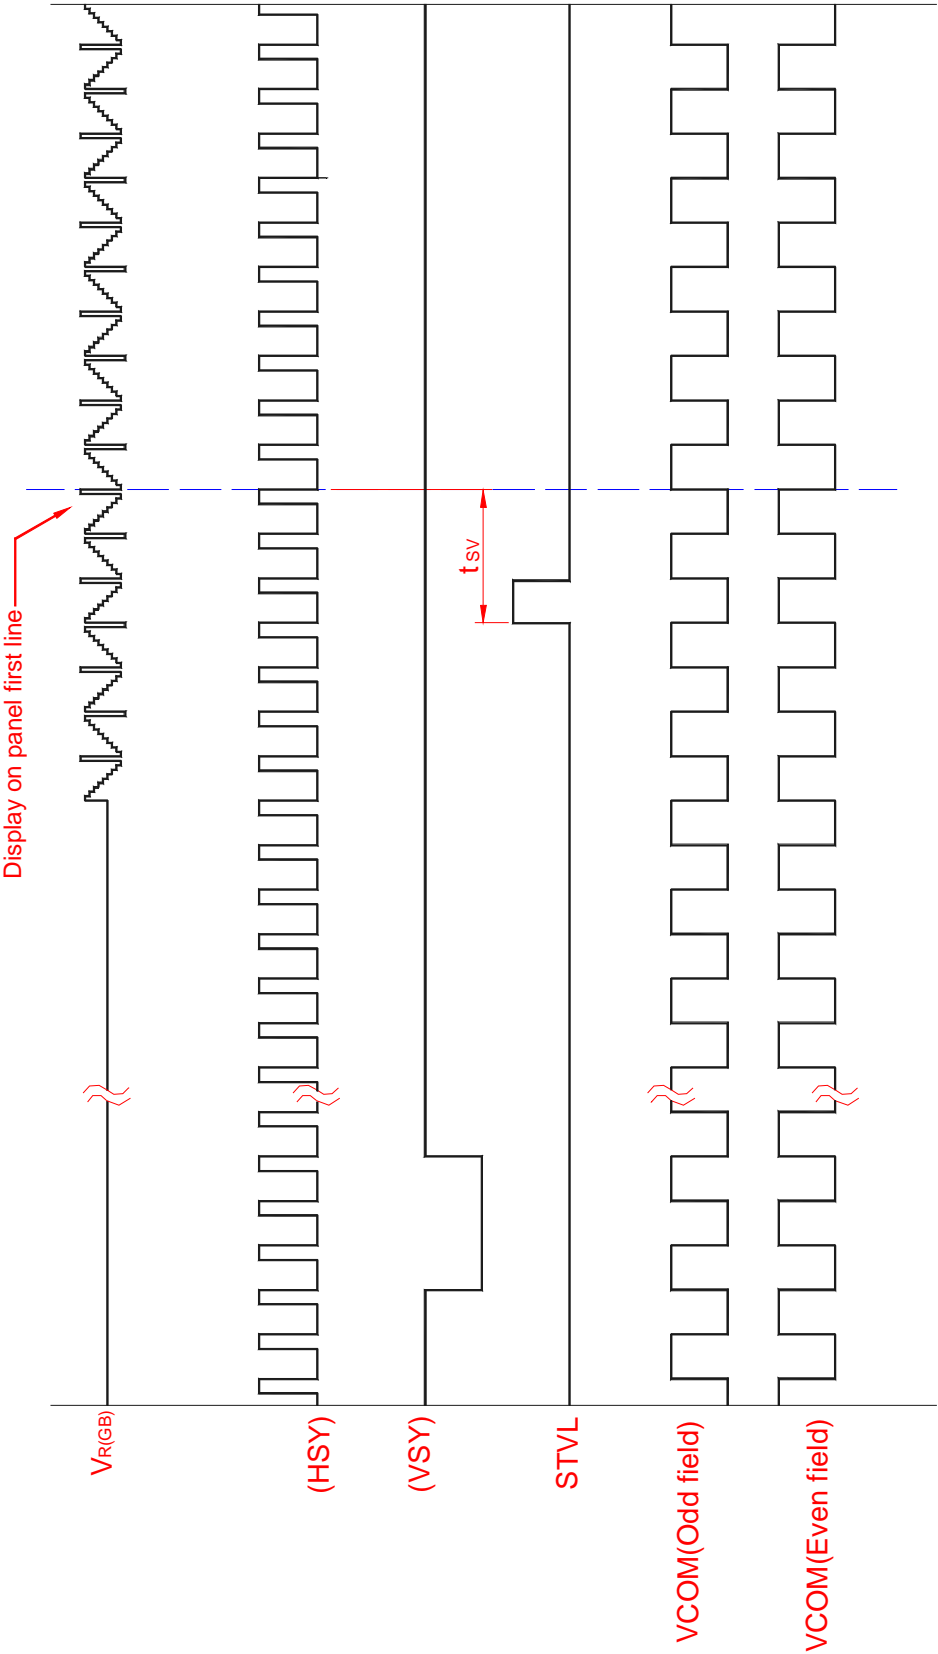 Display on panel first line
VR(GB)
(HSY)
(VSY)
tSV
STVL
VCOM(Odd field)
VCOM(Even field)